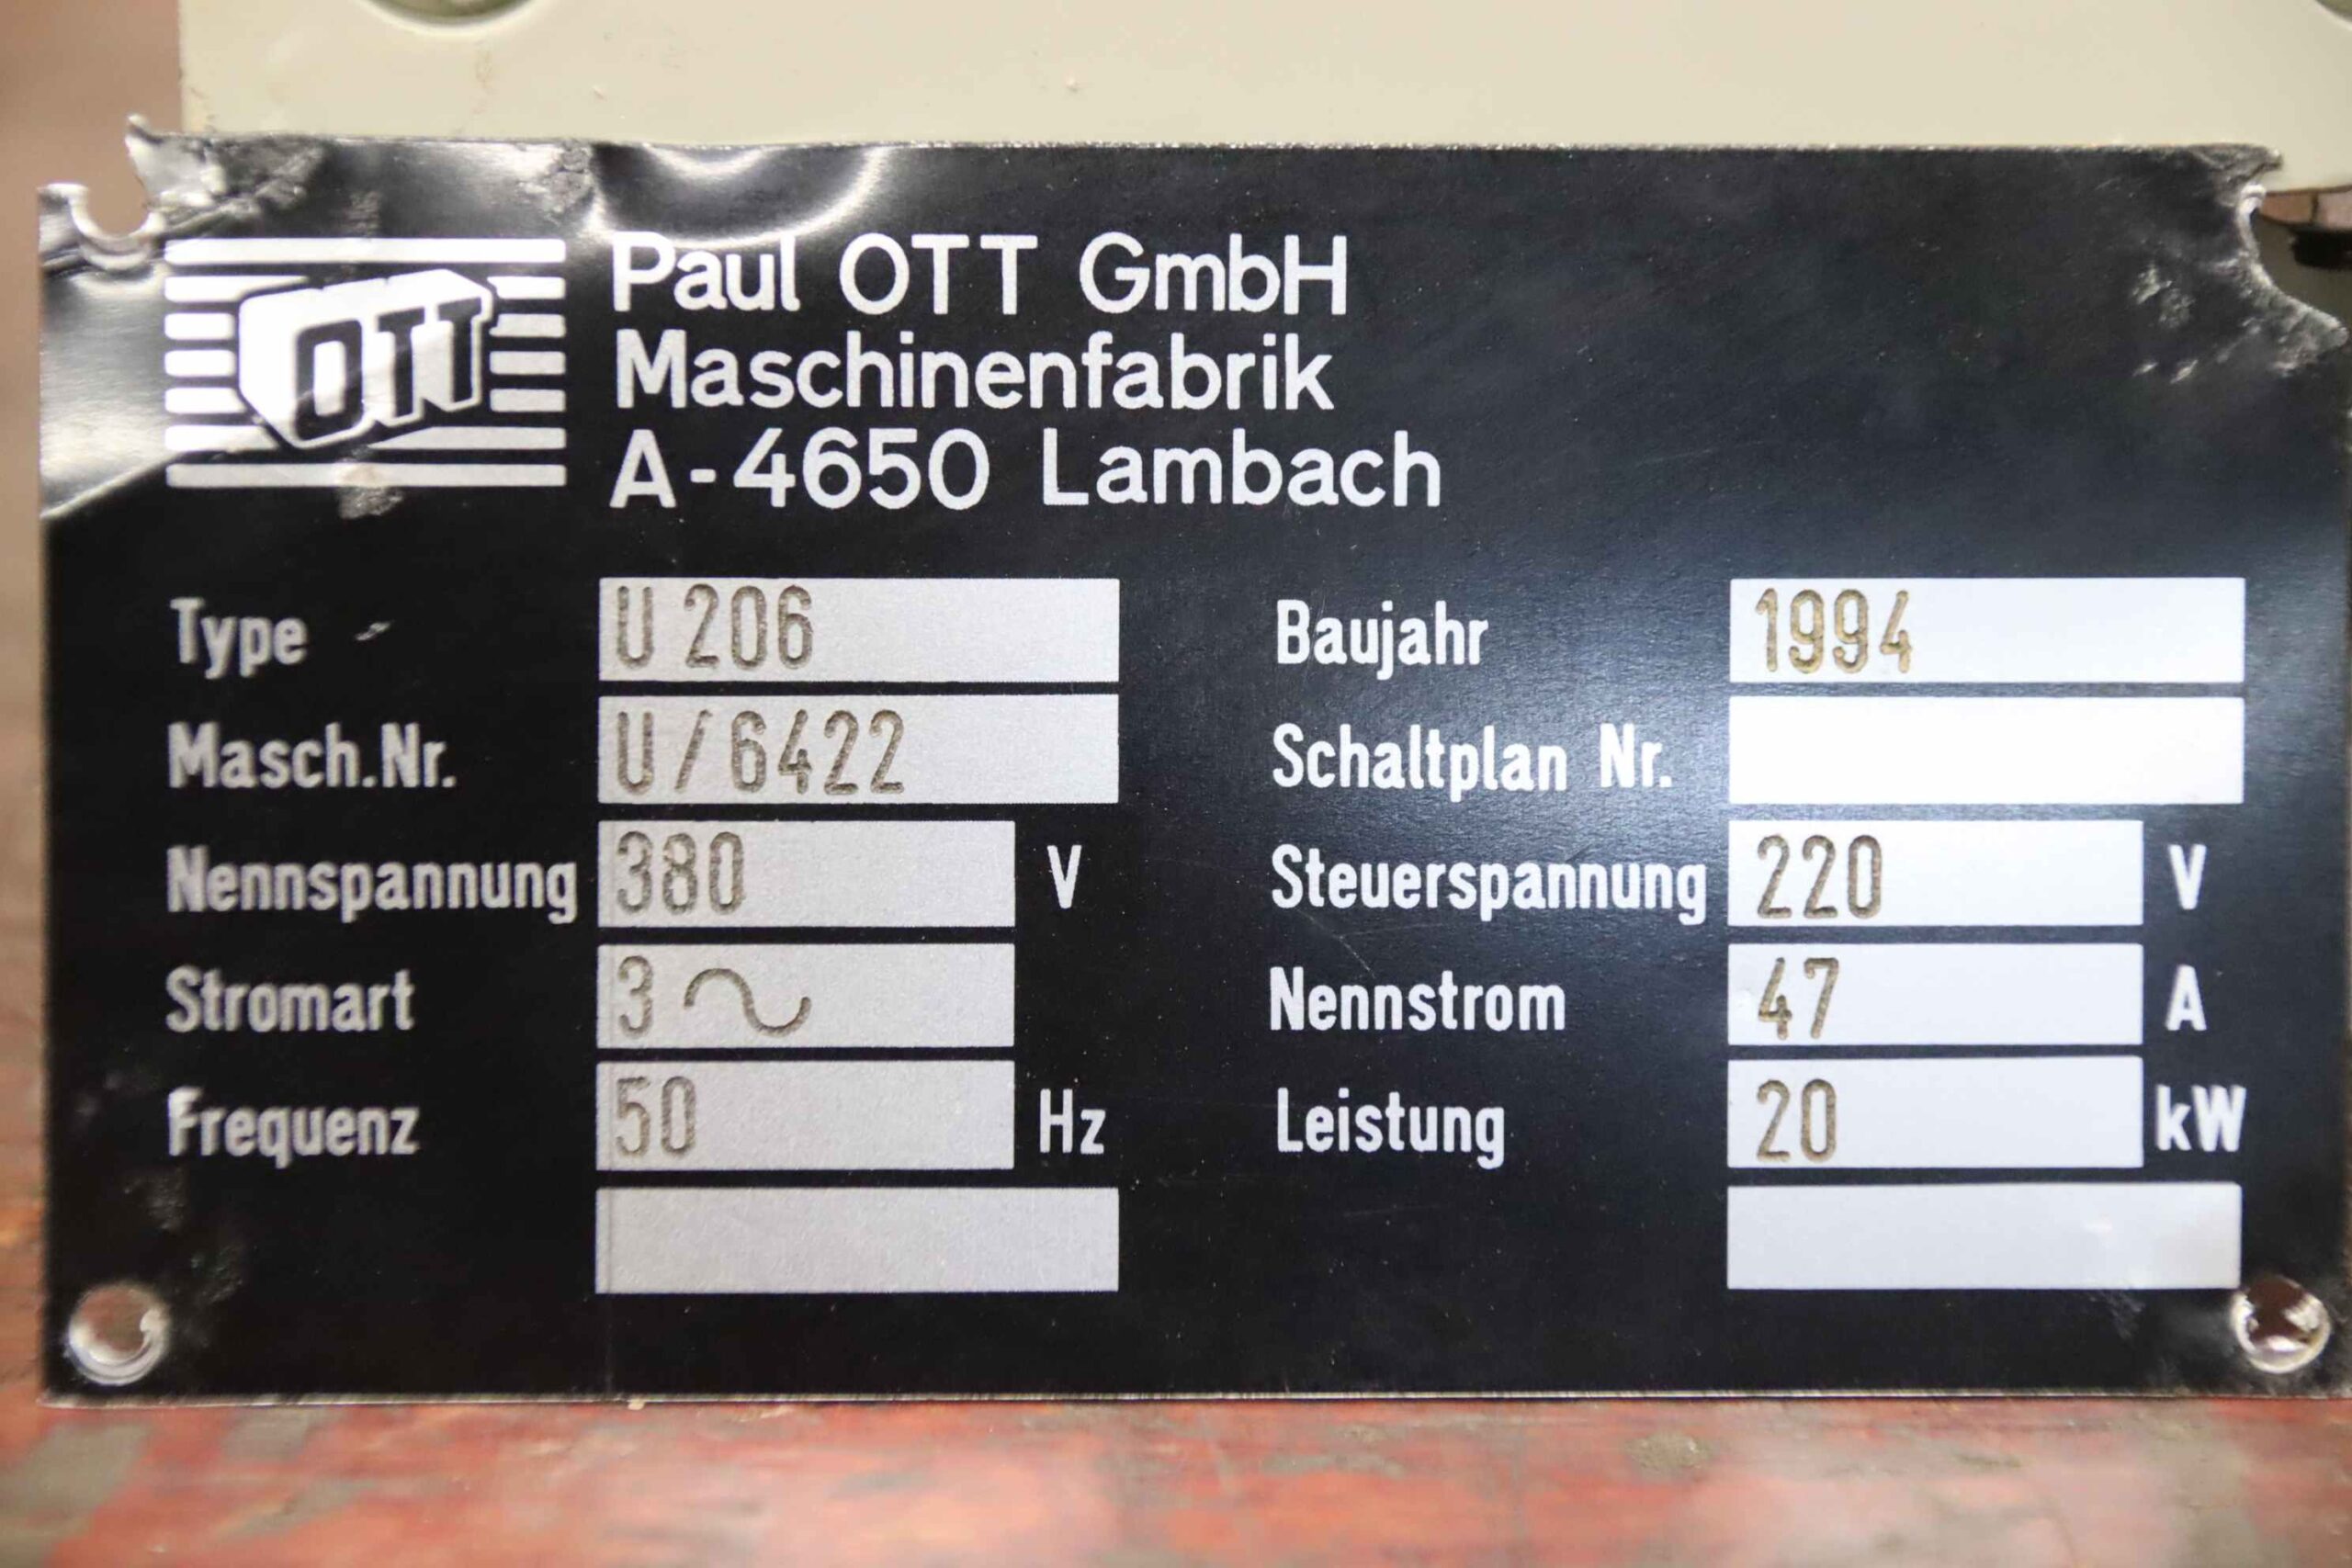 OTT
Paul OTT GmbH
Maschinenfabrik
A-4650 Lambach
Type U 206
Masch.Nr. U/6422
Nennspannung 380 V
Stromart 3 ~
Frequenz 50 Hz
Baujahr 1994
Schaltplan Nr.
Steuerspannung 220 V
Nennstrom 47 A
Leistung 20 kW